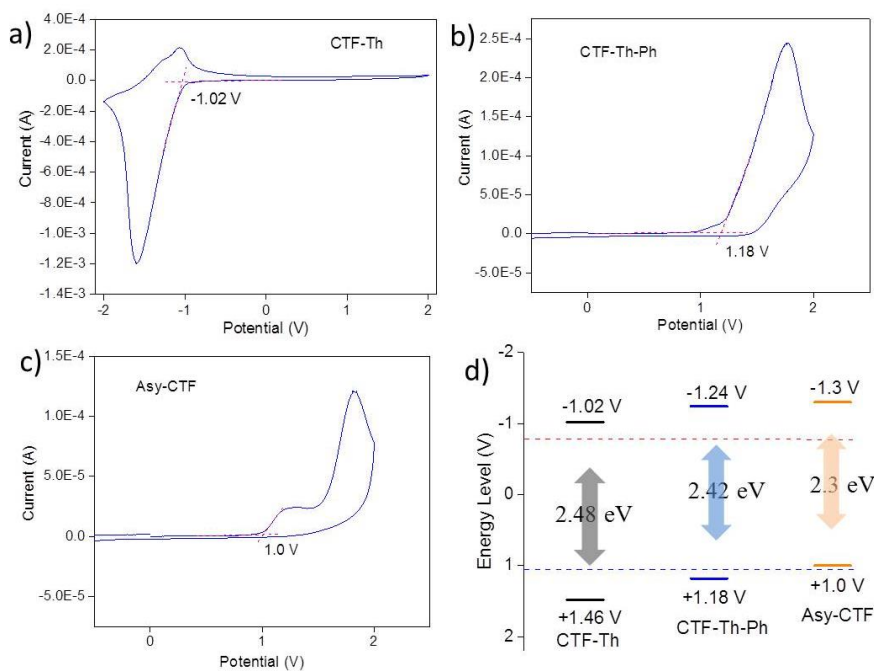 a)
CTF-Th
4.0E-4
2.0E-4
0.0
-2.0E-4
-4.0E-4
-6.0E-4
-8.0E-4
-1.0E-3
-1.2E-3
-1.4E-3
Current (A)
-1.02 V
-2
-1
0
1
2
Potential (V)
b)
CTF-Th-Ph
2.5E-4
2.0E-4
1.5E-4
1.0E-4
5.0E-5
0.0
-5.0E-5
Current (A)
1.18 V
0
1
2
Potential (V)
c)
Asy-CTF
1.5E-4
1.0E-4
5.0E-5
0.0
-5.0E-5
Current (A)
1.0 V
0
1
2
Potential (V)
d)
-2
-1
0
1
2
Energy Level (V)
-1.02 V
-1.24 V
-1.3 V
2.48 eV
2.42 eV
2.3 eV
+1.46 V
+1.18 V
+1.0 V
CTF-Th
CTF-Th-Ph
Asy-CTF